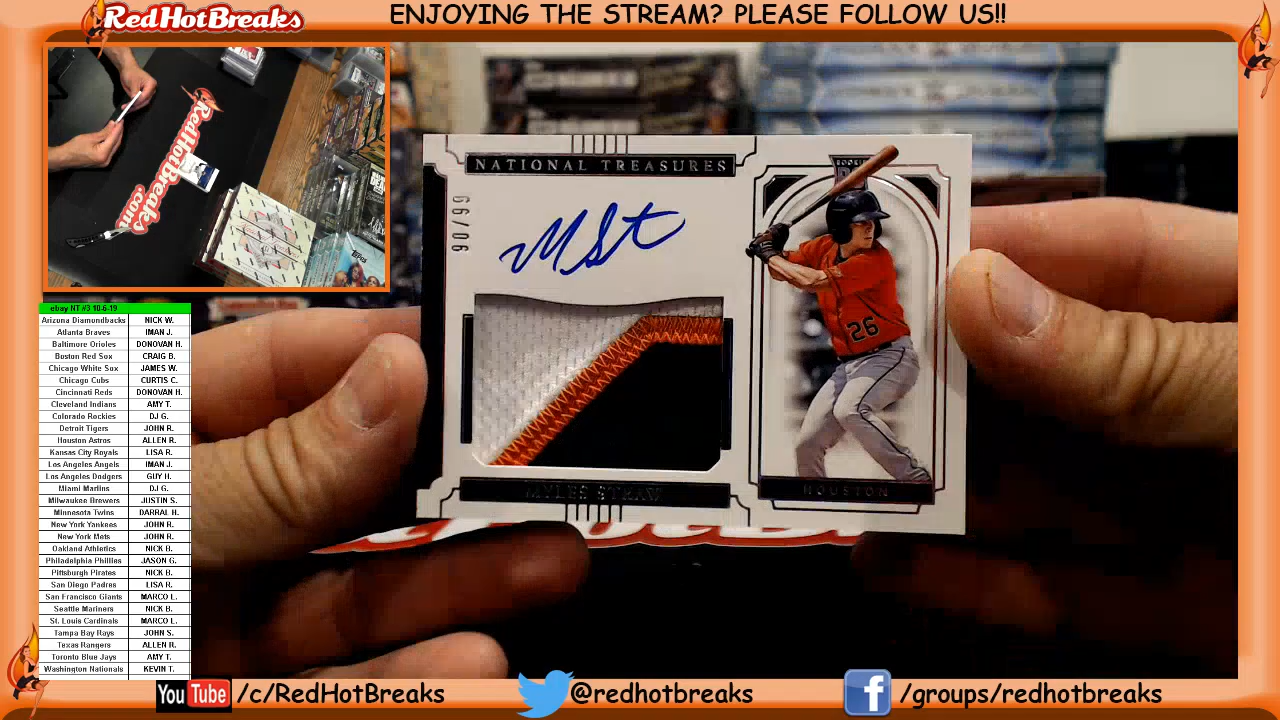 RedHotBreaks
ENJOYING THE STREAM? PLEASE FOLLOW US!!
RedHotBreaks
.com
ebay NT #3 10-6-19
Arizona Diamondbacks NICK W.
Atlanta Braves IMAN J.
Baltimore Orioles DONOVAN H.
Boston Red Sox CRAIG B.
Chicago White Sox JAMES W.
Chicago Cubs CURTIS C.
Cincinnati Reds DONOVAN H.
Cleveland Indians AMY T.
Colorado Rockies DJ G.
Detroit Tigers JOHN R.
Houston Astros ALLEN R.
Kansas City Royals LISA R.
Los Angeles Angels IMAN J.
Los Angeles Dodgers GUY H.
Miami Marlins DJ G.
Milwaukee Brewers JUSTIN S.
Minnesota Twins DARRAL H.
New York Yankees JOHN R.
New York Mets JOHN R.
Oakland Athletics NICK B.
Philadelphia Phillies JASON G.
Pittsburgh Pirates NICK B.
San Diego Padres LISA R.
San Francisco Giants MARCO L.
Seattle Mariners NICK B.
St. Louis Cardinals MARCO L.
Tampa Bay Rays JOHN S.
Texas Rangers ALLEN R.
Toronto Blue Jays AMY T.
Washington Nationals KEVIN T.
NATIONAL TREASURES
90/99
MYLES STRAW
26
HOUSTON
YouTube /c/RedHotBreaks
@redhotbreaks
f /groups/redhotbreaks